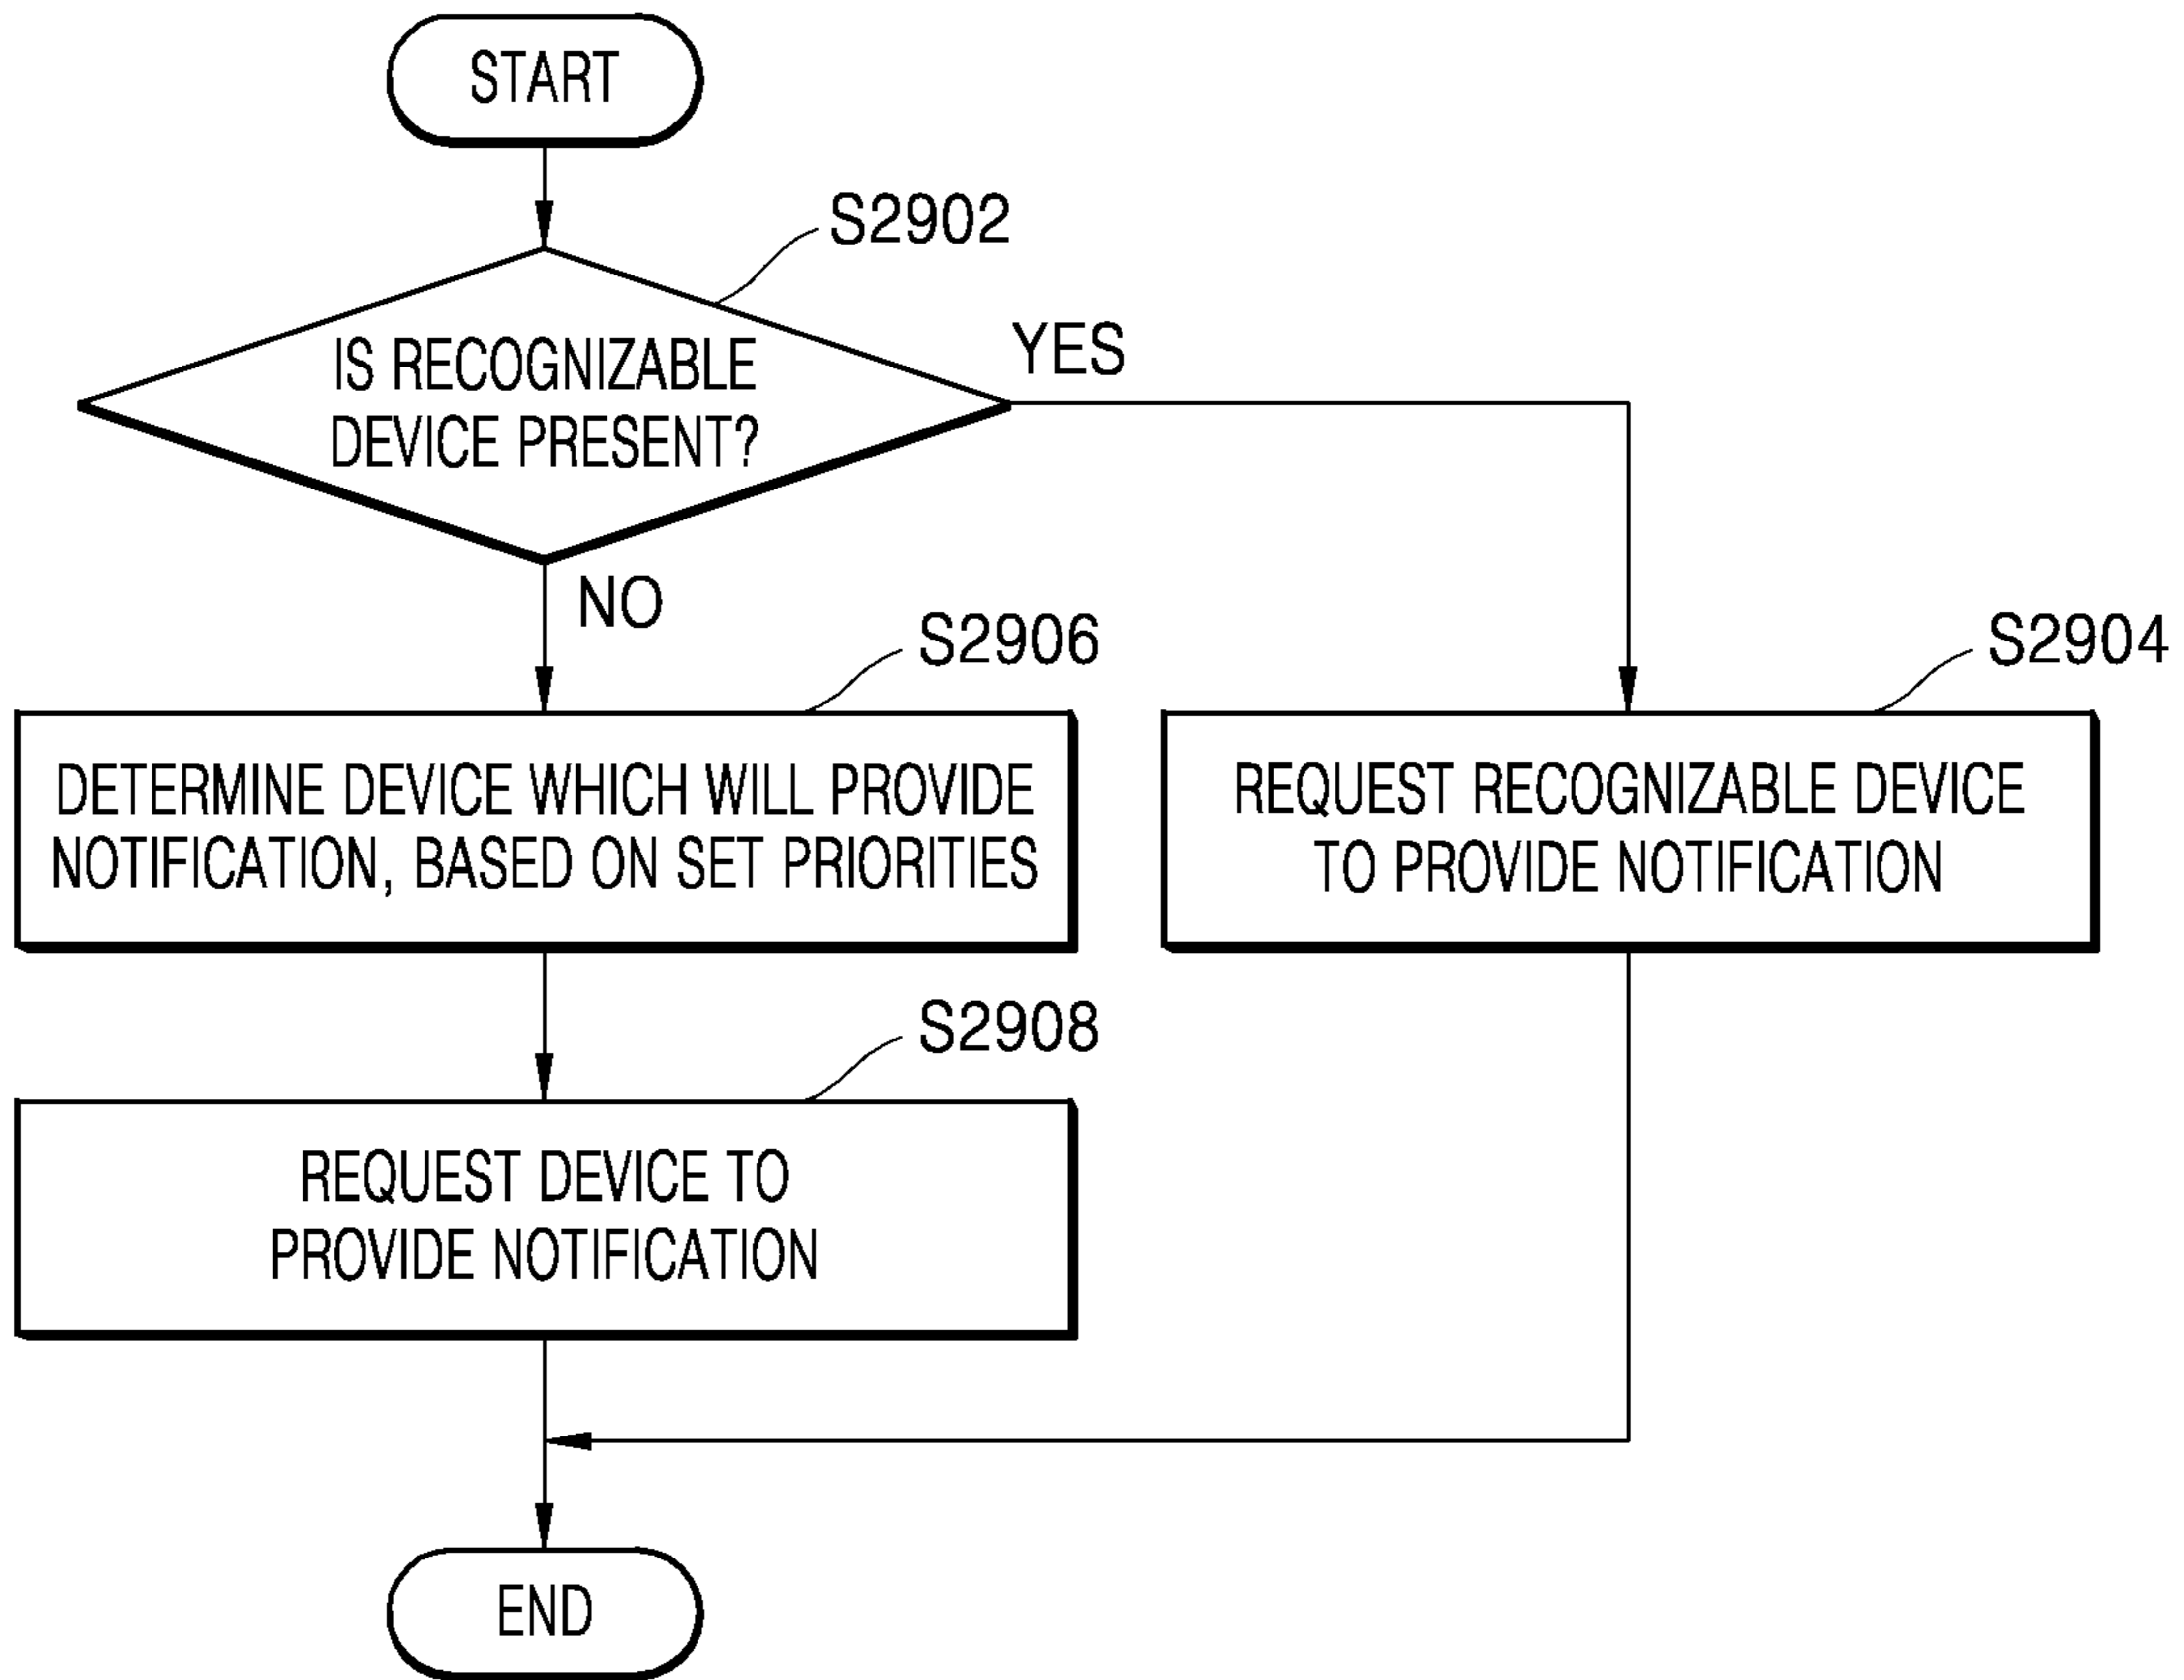 START
S2902
IS RECOGNIZABLE
DEVICE PRESENT?
YES
NO
S2906
DETERMINE DEVICE WHICH WILL PROVIDE
NOTIFICATION, BASED ON SET PRIORITIES
S2904
REQUEST RECOGNIZABLE DEVICE
TO PROVIDE NOTIFICATION
S2908
REQUEST DEVICE TO
PROVIDE NOTIFICATION
END